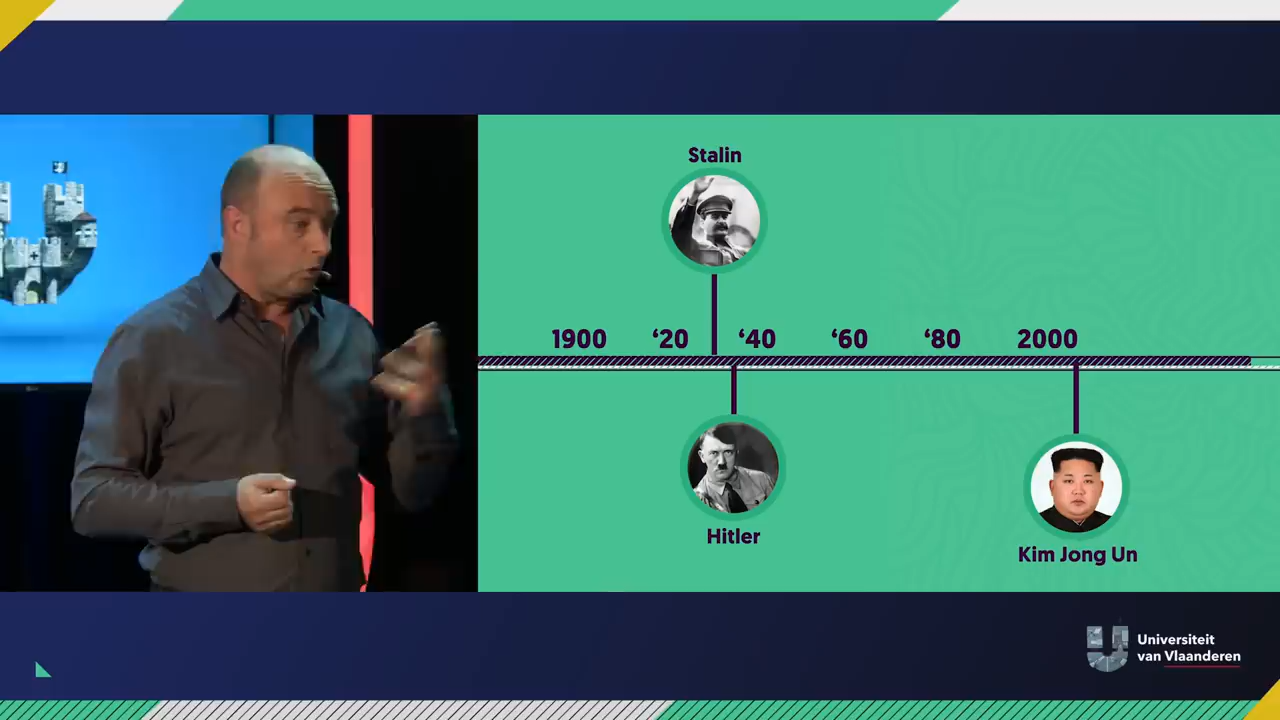 Stalin
1900 ‘20 ‘40 ‘60 ‘80 2000
Hitler
Kim Jong Un
Universiteit
van Vlaanderen